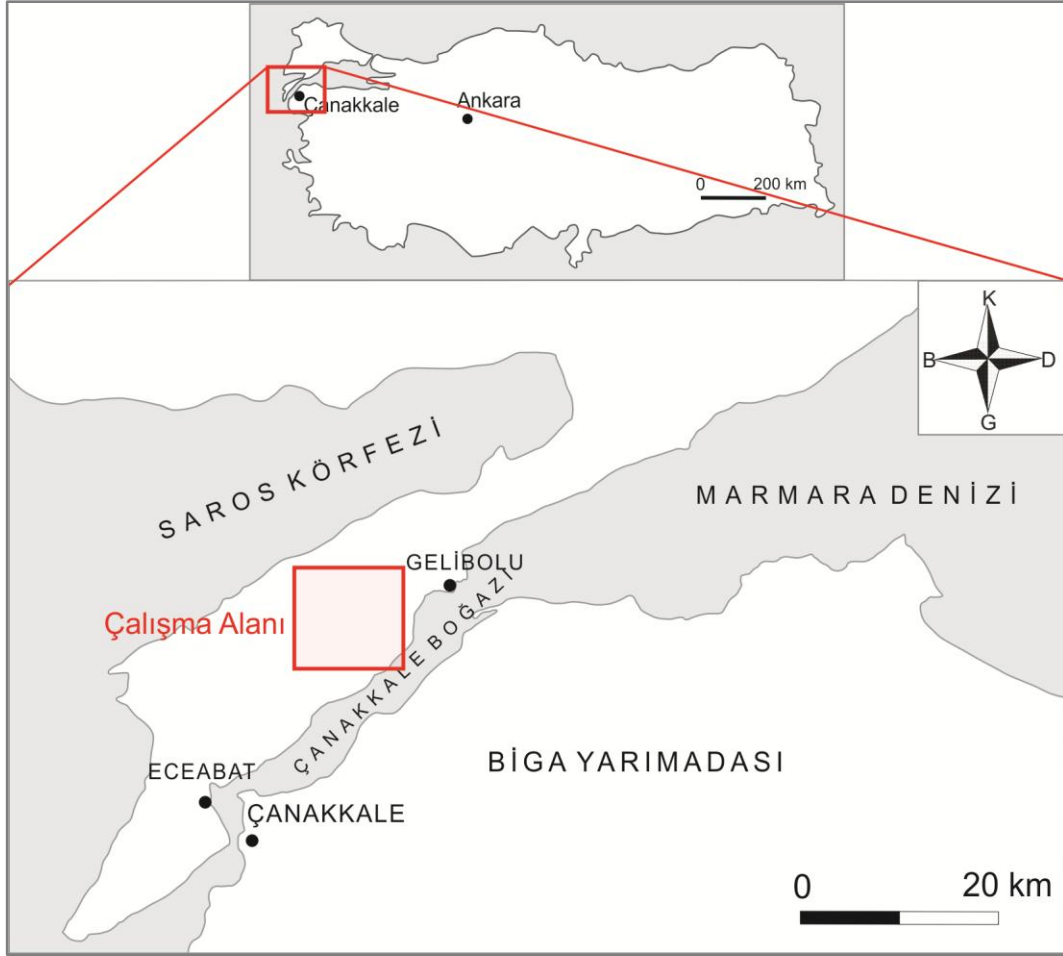 Çanakkale
Ankara
0 200 km
K
B D
G
SAROS KÖRFEZİ
MARMARA DENİZİ
GELİBOLU
Çalışma Alanı
ÇANAKKALE BOĞAZI
ECEABAT
BİGA YARIMADASI
ÇANAKKALE
0 20 km